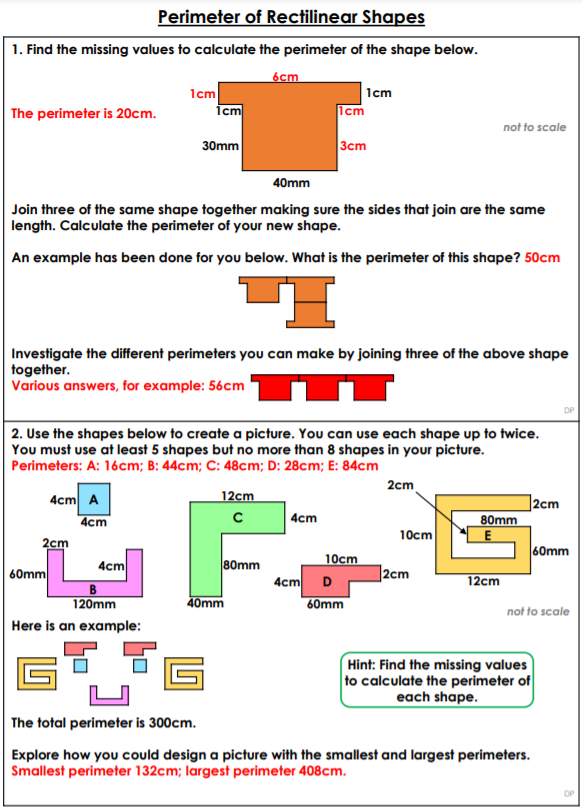 Perimeter of Rectilinear Shapes
1. Find the missing values to calculate the perimeter of the shape below.
6cm
1cm
1cm
The perimeter is 20cm.
1cm
1cm
not to scale
30mm
3cm
40mm
Join three of the same shape together making sure the sides that join are the same
length. Calculate the perimeter of your new shape.
An example has been done for you below. What is the perimeter of this shape? 50cm
Investigate the different perimeters you can make by joining three of the above shape
together.
Various answers, for example: 56cm
DP
2. Use the shapes below to create a picture. You can use each shape up to twice.
You must use at least 5 shapes but no more than 8 shapes in your picture.
Perimeters: A: 16cm; B: 44cm; C: 48cm; D: 28cm; E: 84cm
4cm
A
4cm
2cm
60mm
4cm
B
120mm
12cm
C
4cm
80mm
40mm
10cm
4cm
D
2cm
60mm
2cm
2cm
80mm
10cm
E
60mm
12cm
not to scale
Here is an example:
Hint: Find the missing values
to calculate the perimeter of
each shape.
The total perimeter is 300cm.
Explore how you could design a picture with the smallest and largest perimeters.
Smallest perimeter 132cm; largest perimeter 408cm.
DP